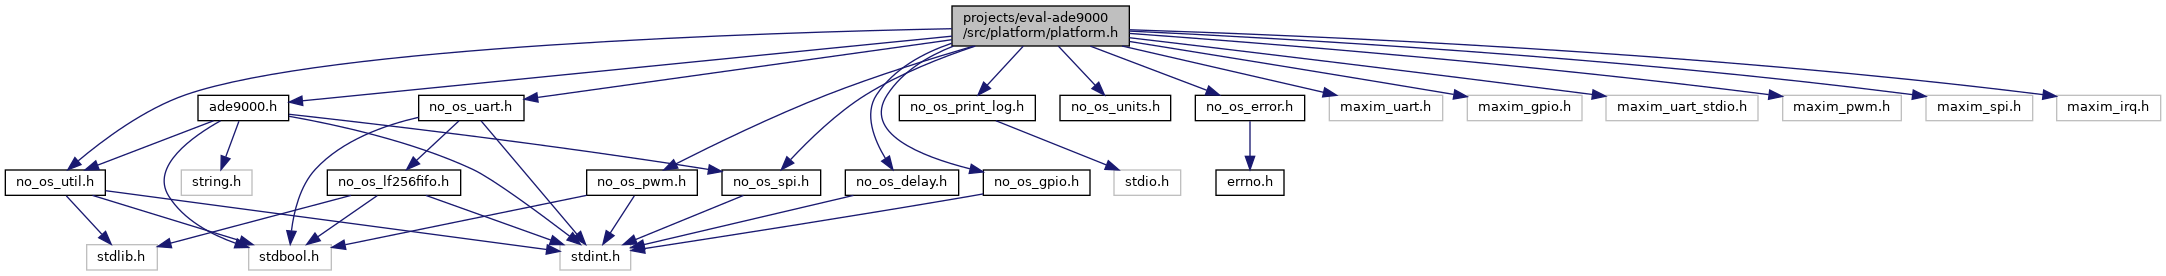 projects/eval-ade9000
/src/platform/platform.h
ade9000.h
no_os_uart.h
no_os_print_log.h
no_os_units.h
no_os_error.h
maxim_uart.h
maxim_gpio.h
maxim_uart_stdio.h
maxim_pwm.h
maxim_spi.h
maxim_irq.h
no_os_util.h
string.h
no_os_lf256fifo.h
no_os_pwm.h
no_os_spi.h
no_os_delay.h
no_os_gpio.h
stdio.h
errno.h
stdlib.h
stdbool.h
stdint.h